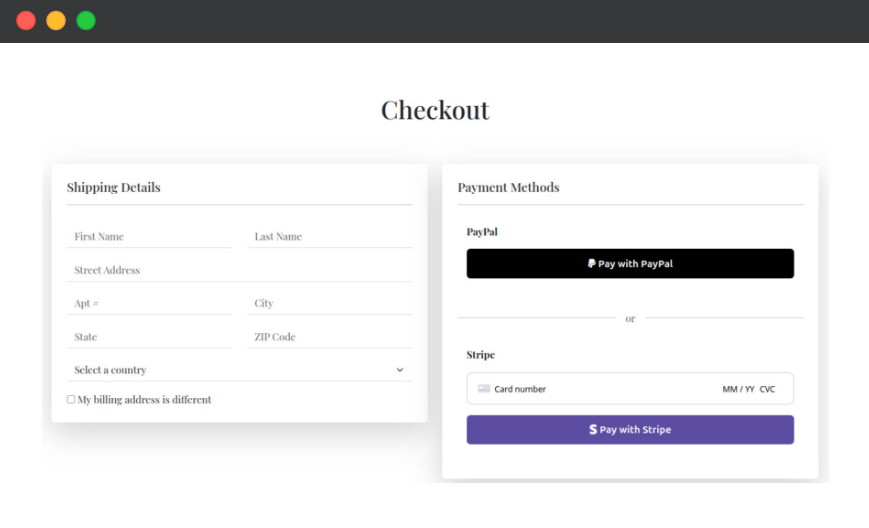 Checkout
Shipping Details
First Name
Last Name
Street Address
Apt #
City
State
ZIP Code
Select a country
My billing address is different
Payment Methods
PayPal
Pay with PayPal
or
Stripe
Card number
MM / YY CVC
S Pay with Stripe